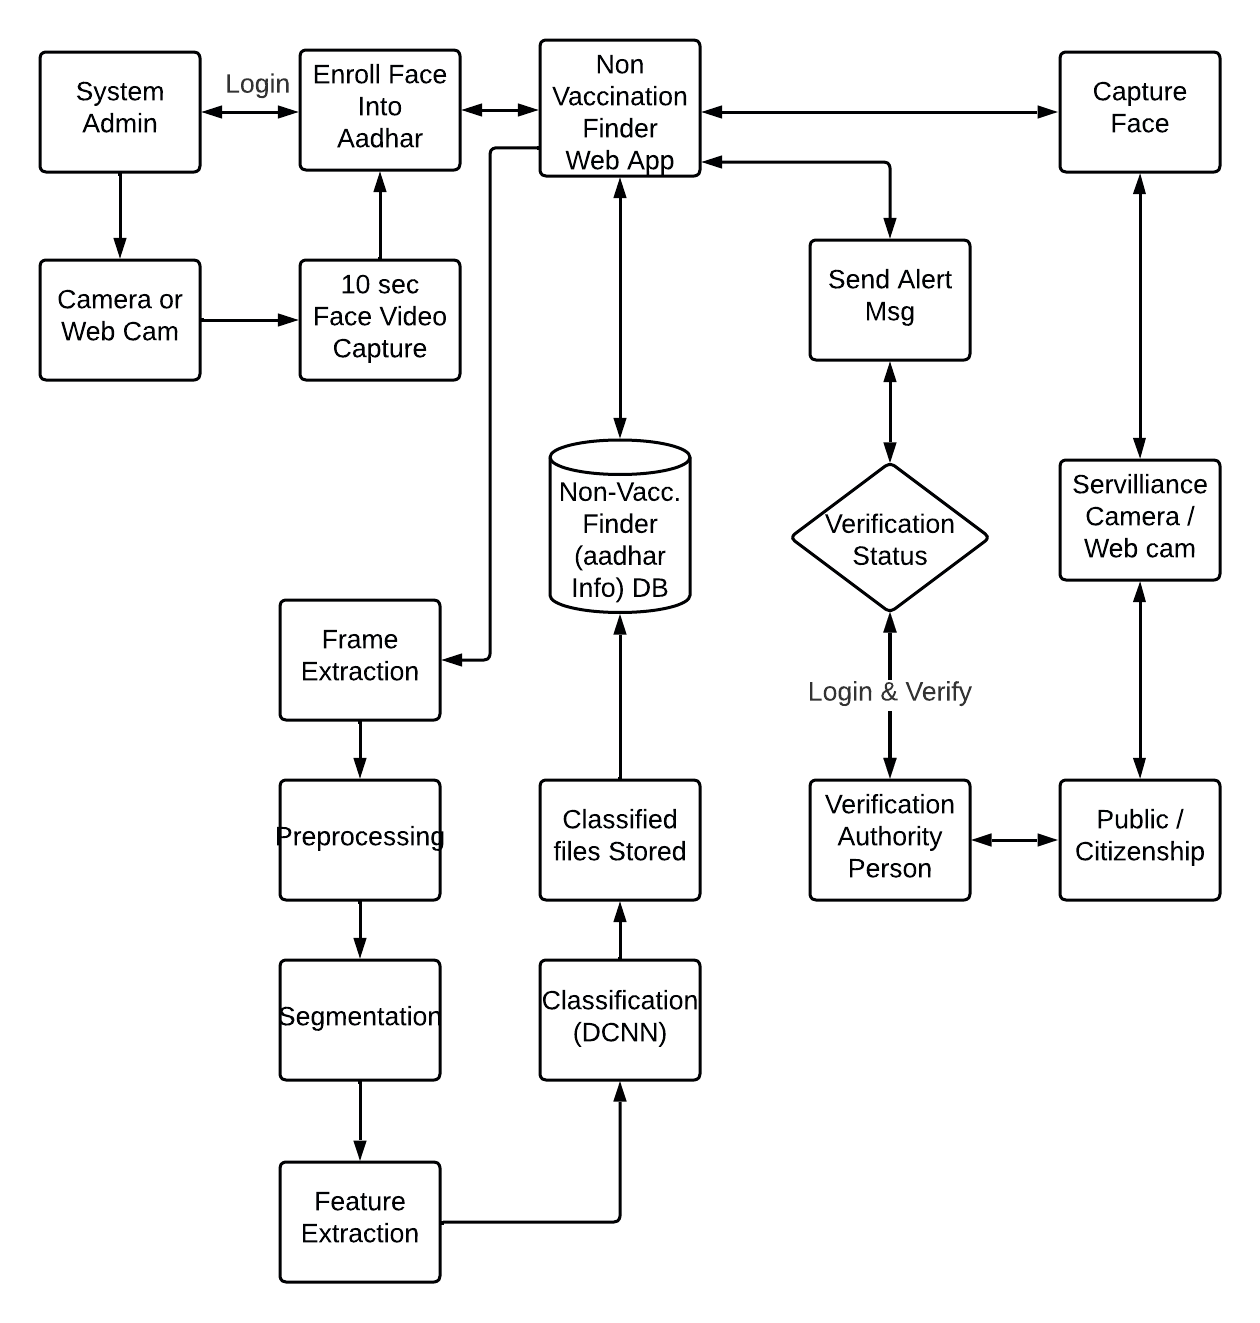 System
Admin
Login
Enroll Face
Into
Aadhar
Non
Vaccination
Finder
Web App
Capture
Face
Camera or
Web Cam
10 sec
Face Video
Capture
Send Alert
Msg
Non-Vacc.
Finder
(aadhar
Info) DB
Verification
Status
Servilliance
Camera /
Web cam
Frame
Extraction
Login & Verify
Preprocessing
Classified
files Stored
Verification
Authority
Person
Public /
Citizenship
Segmentation
Classification
(DCNN)
Feature
Extraction